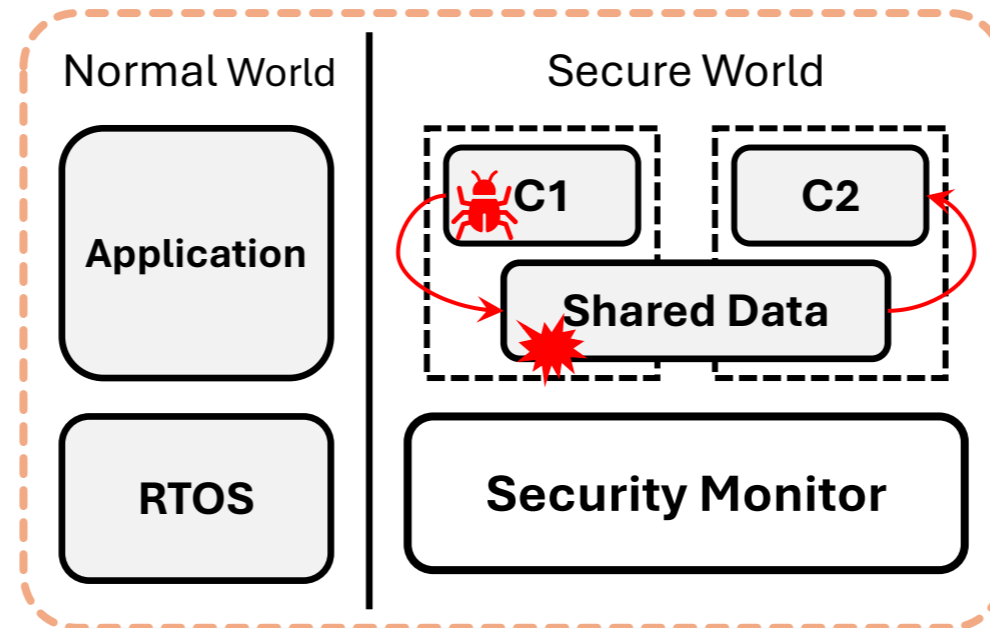 Normal World
Secure World
Application
C1
C2
Shared Data
RTOS
Security Monitor